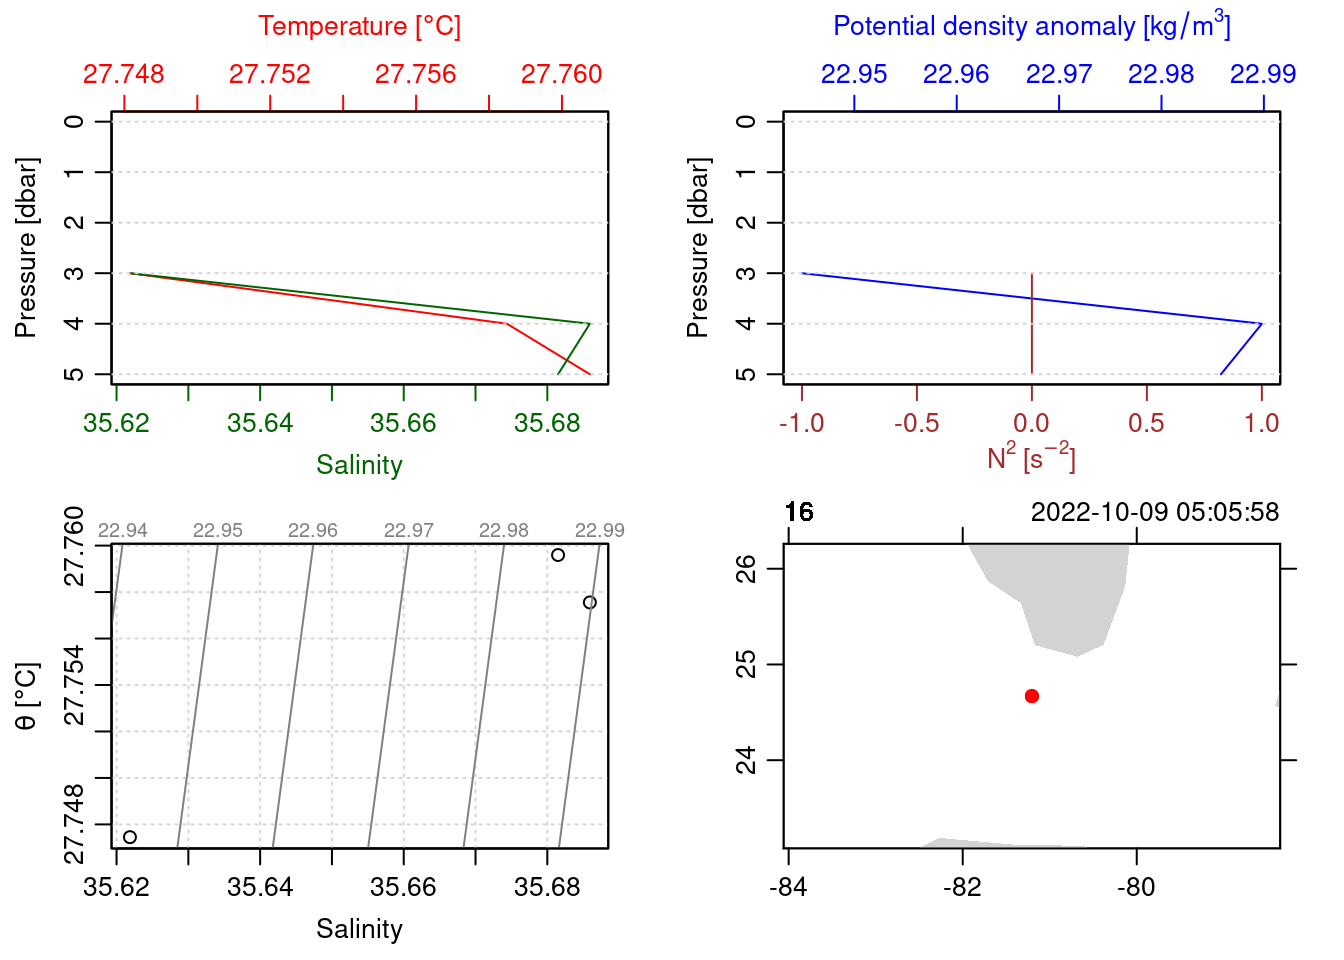 Temperature [°C]
27.748 27.752 27.756 27.760
0
1
2
3
4
5
Pressure [dbar]
35.62 35.64 35.66 35.68
Salinity
Potential density anomaly [kg/m³]
22.95 22.96 22.97 22.98 22.99
0
1
2
3
4
5
Pressure [dbar]
-1.0 -0.5 0.0 0.5 1.0
N² [s⁻²]
22.94 22.95 22.96 22.97 22.98 22.99
27.760
27.754
27.748
θ [°C]
35.62 35.64 35.66 35.68
Salinity
16 2022-10-09 05:05:58
26
25
24
-84 -82 -80